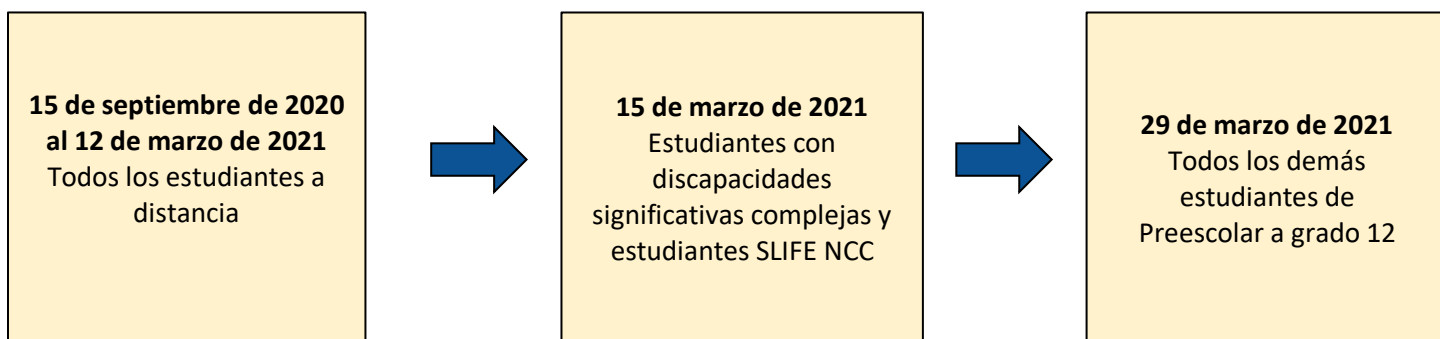 15 de septiembre de 2020
al 12 de marzo de 2021
Todos los estudiantes a
distancia
15 de marzo de 2021
Estudiantes con
discapacidades
significativas complejas y
estudiantes SLIFE NCC
29 de marzo de 2021
Todos los demás
estudiantes de
Preescolar a grado 12